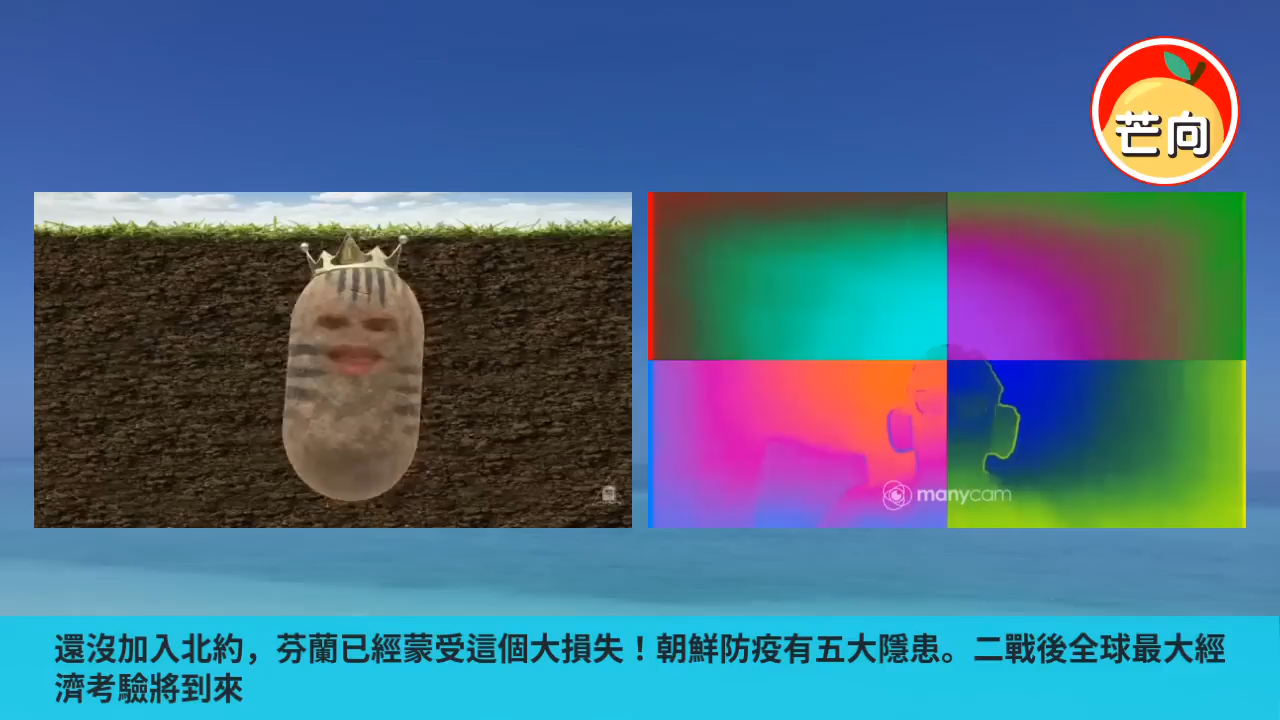 芒向
manycam
還沒加入北約，芬蘭已經蒙受這個大損失！朝鮮防疫有五大隱患。二戰後全球最大經
濟考驗將到來